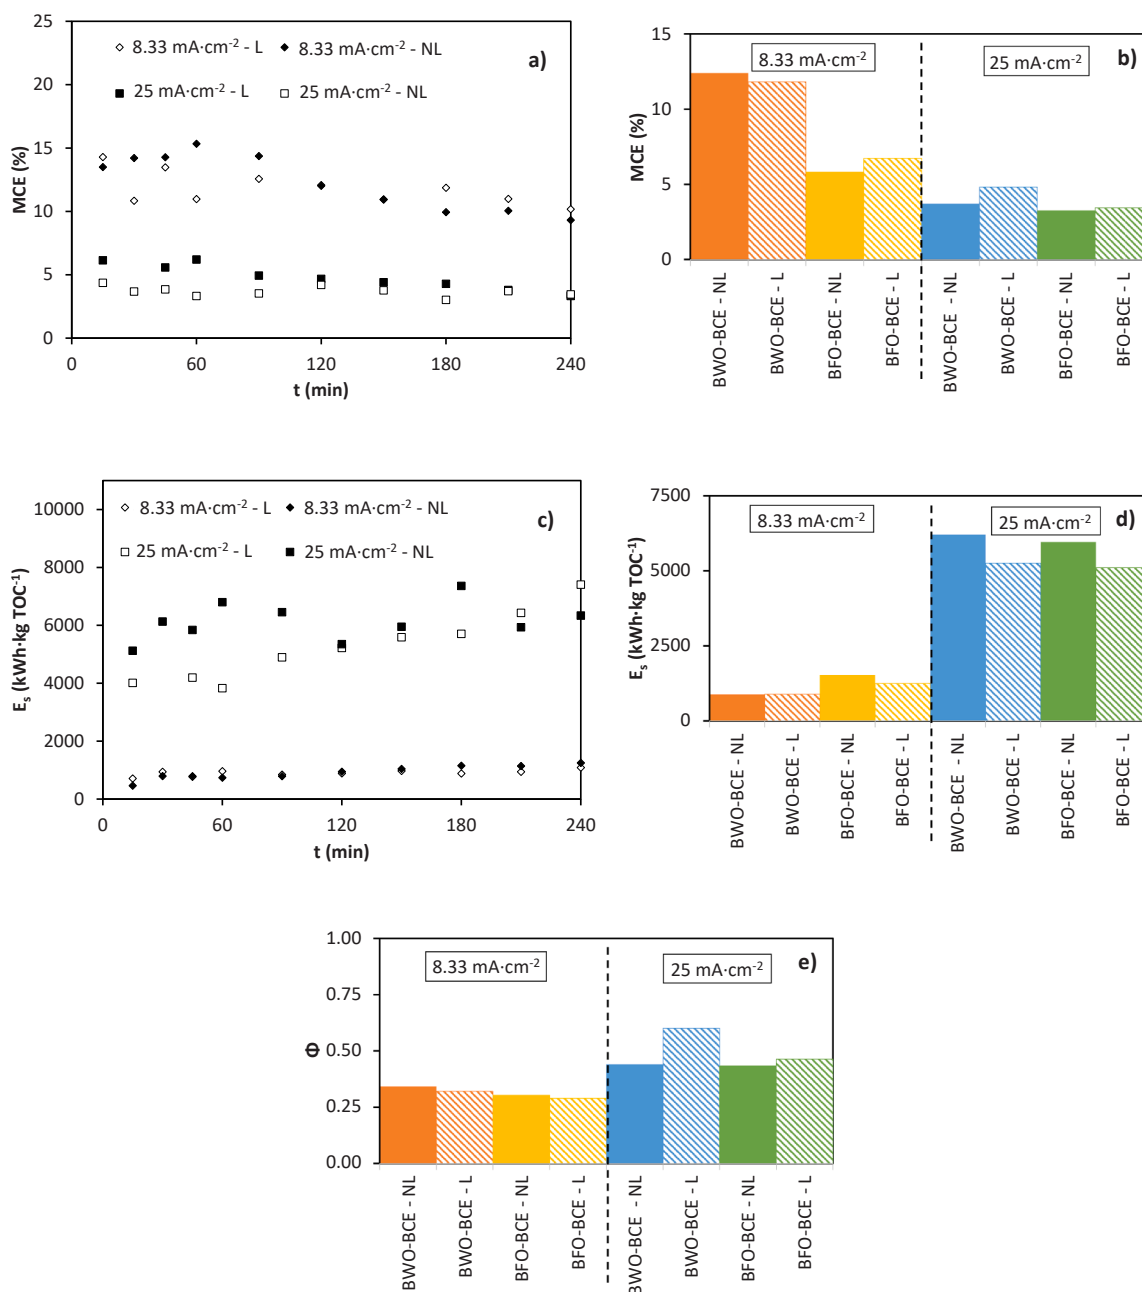 25
20
15
10
5
0
MCE (%)
8.33 mA·cm⁻² - L
8.33 mA·cm⁻² - NL
25 mA·cm⁻² - L
25 mA·cm⁻² - NL
a)
0
60
120
180
240
t (min)
15
10
5
0
MCE (%)
8.33 mA·cm⁻²
25 mA·cm⁻²
b)
BWO-BCE - NL
BWO-BCE - L
BFO-BCE - NL
BFO-BCE - L
BWO-BCE - NL
BWO-BCE - L
BFO-BCE - NL
BFO-BCE - L
10000
8000
6000
4000
2000
0
Eₛ (kWh·kg TOC⁻¹)
8.33 mA·cm⁻² - L
8.33 mA·cm⁻² - NL
25 mA·cm⁻² - L
25 mA·cm⁻² - NL
c)
0
60
120
180
240
t (min)
7500
5000
2500
0
Eₛ (kWh·kg TOC⁻¹)
8.33 mA·cm⁻²
25 mA·cm⁻²
d)
BWO-BCE - NL
BWO-BCE - L
BFO-BCE - NL
BFO-BCE - L
BWO-BCE - NL
BWO-BCE - L
BFO-BCE - NL
BFO-BCE - L
1.00
0.75
0.50
0.25
0.00
Φ
8.33 mA·cm⁻²
25 mA·cm⁻²
e)
BWO-BCE - NL
BWO-BCE - L
BFO-BCE - NL
BFO-BCE - L
BWO-BCE - NL
BWO-BCE - L
BFO-BCE - NL
BFO-BCE - L